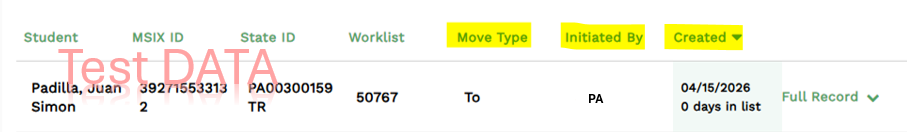 Student MSIX ID State ID Worklist Move Type Initiated By Created
Test DATA
Padilla, Juan 39271553313 PA00300159 04/15/2026
Simon 2 TR 50767 To PA 0 days in list Full Record